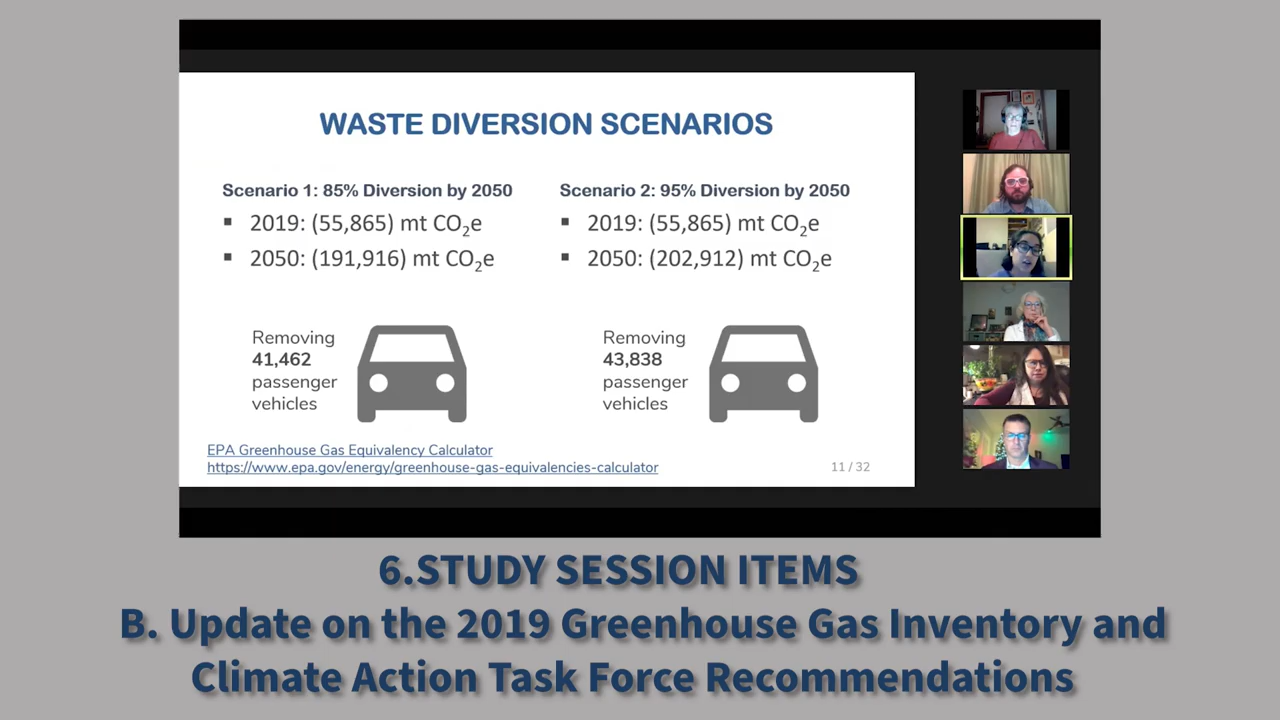 WASTE DIVERSION SCENARIOS
Scenario 1: 85% Diversion by 2050
▪ 2019: (55,865) mt CO₂e
▪ 2050: (191,916) mt CO₂e
Scenario 2: 95% Diversion by 2050
▪ 2019: (55,865) mt CO₂e
▪ 2050: (202,912) mt CO₂e
Removing
41,462
passenger
vehicles
Removing
43,838
passenger
vehicles
EPA Greenhouse Gas Equivalency Calculator
https://www.epa.gov/energy/greenhouse-gas-equivalencies-calculator
11 / 32
6.STUDY SESSION ITEMS
B. Update on the 2019 Greenhouse Gas Inventory and
Climate Action Task Force Recommendations